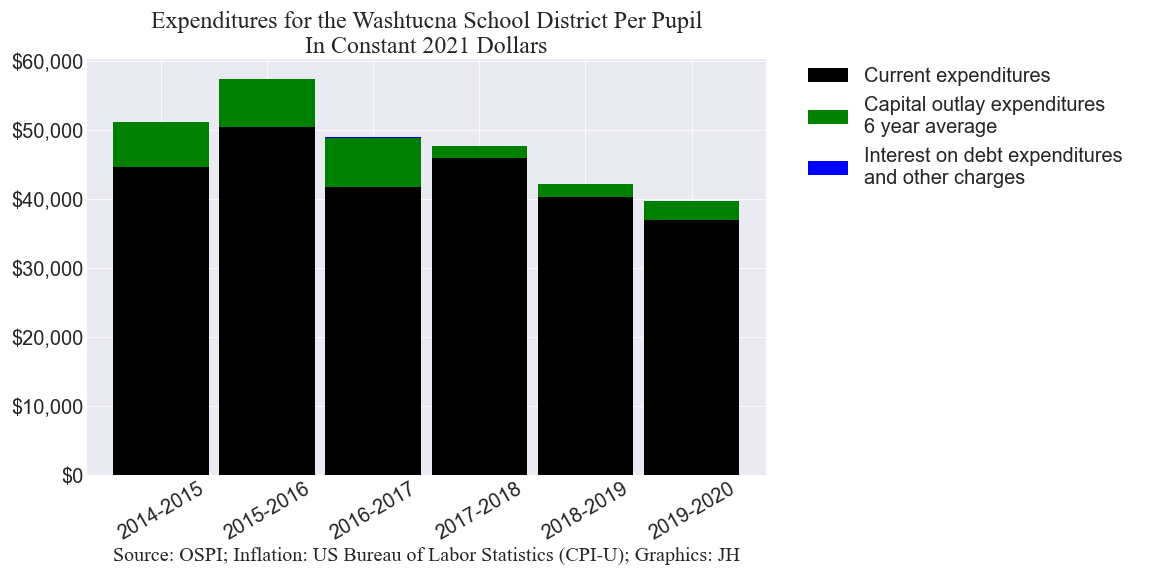 Expenditures for the Washtucna School District Per Pupil
In Constant 2021 Dollars
$60,000
$50,000
$40,000
$30,000
$20,000
$10,000
$0
2014-2015
2015-2016
2016-2017
2017-2018
2018-2019
2019-2020
Current expenditures
Capital outlay expenditures
6 year average
Interest on debt expenditures
and other charges
Source: OSPI; Inflation: US Bureau of Labor Statistics (CPI-U); Graphics: JH